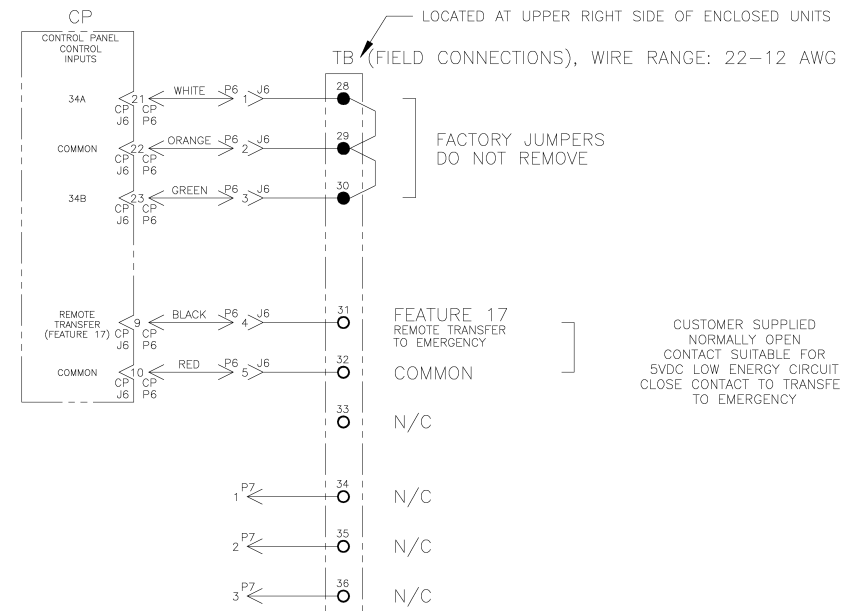 CP
LOCATED AT UPPER RIGHT SIDE OF ENCLOSED UNITS
CONTROL PANEL
CONTROL
INPUTS
TB (FIELD CONNECTIONS), WIRE RANGE: 22-12 AWG
34A 21 WHITE P6 1 J6 28
CP CP
J6 P6
COMMON 22 ORANGE P6 2 J6 29
CP CP
J6 P6
FACTORY JUMPERS
DO NOT REMOVE
34B 23 GREEN P6 3 J6 30
CP CP
J6 P6
REMOTE
TRANSFER
(FEATURE 17) 9 BLACK P6 4 J6 31
CP CP
J6 P6
FEATURE 17
REMOTE TRANSFER
TO EMERGENCY
COMMON 10 RED P6 5 J6 32 COMMON
CP CP
J6 P6
CUSTOMER SUPPLIED
NORMALLY OPEN
CONTACT SUITABLE FOR
5VDC LOW ENERGY CIRCUIT
CLOSE CONTACT TO TRANSFE
TO EMERGENCY
33 N/C
1 P7 34 N/C
2 P7 35 N/C
3 P7 36 N/C